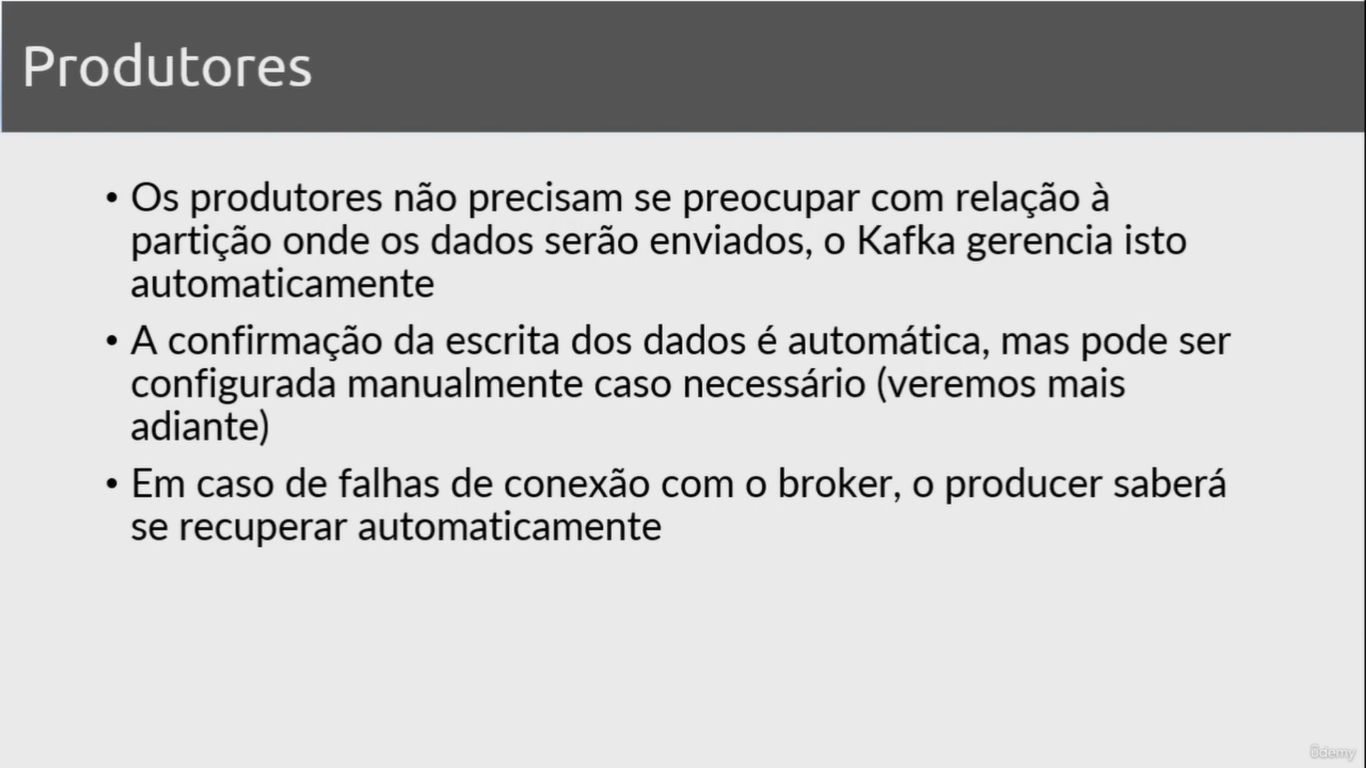 Produtores
• Os produtores não precisam se preocupar com relação à
partição onde os dados serão enviados, o Kafka gerencia isto
automaticamente
• A confirmação da escrita dos dados é automática, mas pode ser
configurada manualmente caso necessário (veremos mais
adiante)
• Em caso de falhas de conexão com o broker, o producer saberá
se recuperar automaticamente
ûdemy